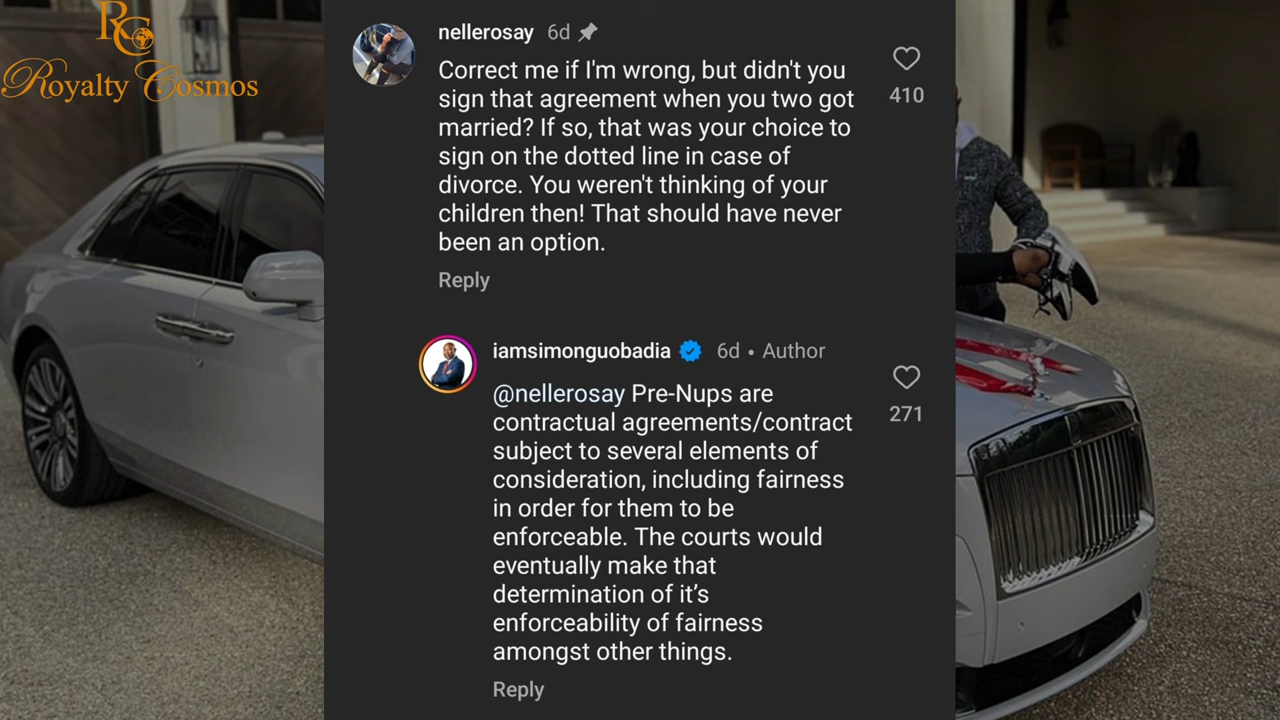 RC
Royalty Cosmos
nellerosay 6d
Correct me if I'm wrong, but didn't you
sign that agreement when you two got
married? If so, that was your choice to
sign on the dotted line in case of
divorce. You weren't thinking of your
children then! That should have never
been an option.
410
Reply
iamsimonguobadia 6d • Author
@nellerosay Pre-Nups are
contractual agreements/contract
subject to several elements of
consideration, including fairness
in order for them to be
enforceable. The courts would
eventually make that
determination of it’s
enforceability of fairness
amongst other things.
271
Reply